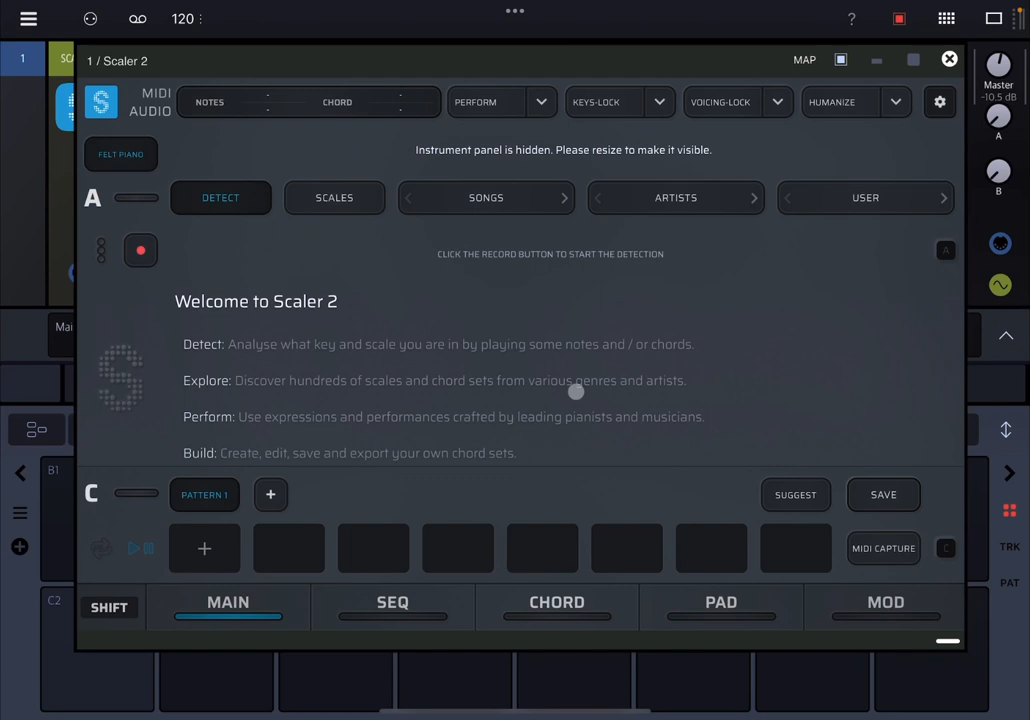 120
?
1
SC
1 / Scaler 2
MAP
MIDI
AUDIO
S
NOTES
CHORD
PERFORM
KEYS-LOCK
VOICING-LOCK
HUMANIZE
Master
-10.5 dB
A
B
FELT PIANO
Instrument panel is hidden. Please resize to make it visible.
A
DETECT
SCALES
SONGS
ARTISTS
USER
CLICK THE RECORD BUTTON TO START THE DETECTION
A
Welcome to Scaler 2
Mai
Detect: Analyse what key and scale you are in by playing some notes and / or chords.
Explore: Discover hundreds of scales and chord sets from various genres and artists.
Perform: Use expressions and performances crafted by leading pianists and musicians.
Build: Create, edit, save and export your own chord sets.
B1
C
PATTERN 1
+
SUGGEST
SAVE
+
MIDI CAPTURE
C
TRK
PAT
C2
SHIFT
MAIN
SEQ
CHORD
PAD
MOD